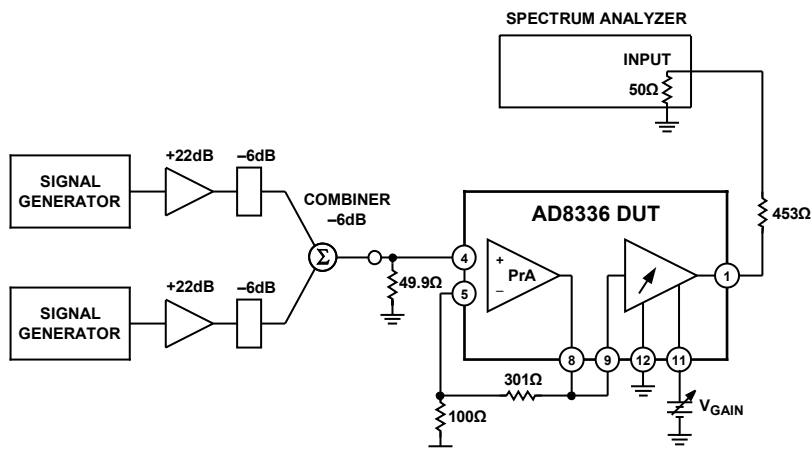 SPECTRUM ANALYZER
INPUT
50Ω
+22dB
–6dB
SIGNAL
GENERATOR
COMBINER
–6dB
Σ
AD8336 DUT
453Ω
4
+
PrA
1
49.9Ω
5
–
+22dB
–6dB
SIGNAL
GENERATOR
8
9
12
11
301Ω
100Ω
VGAIN